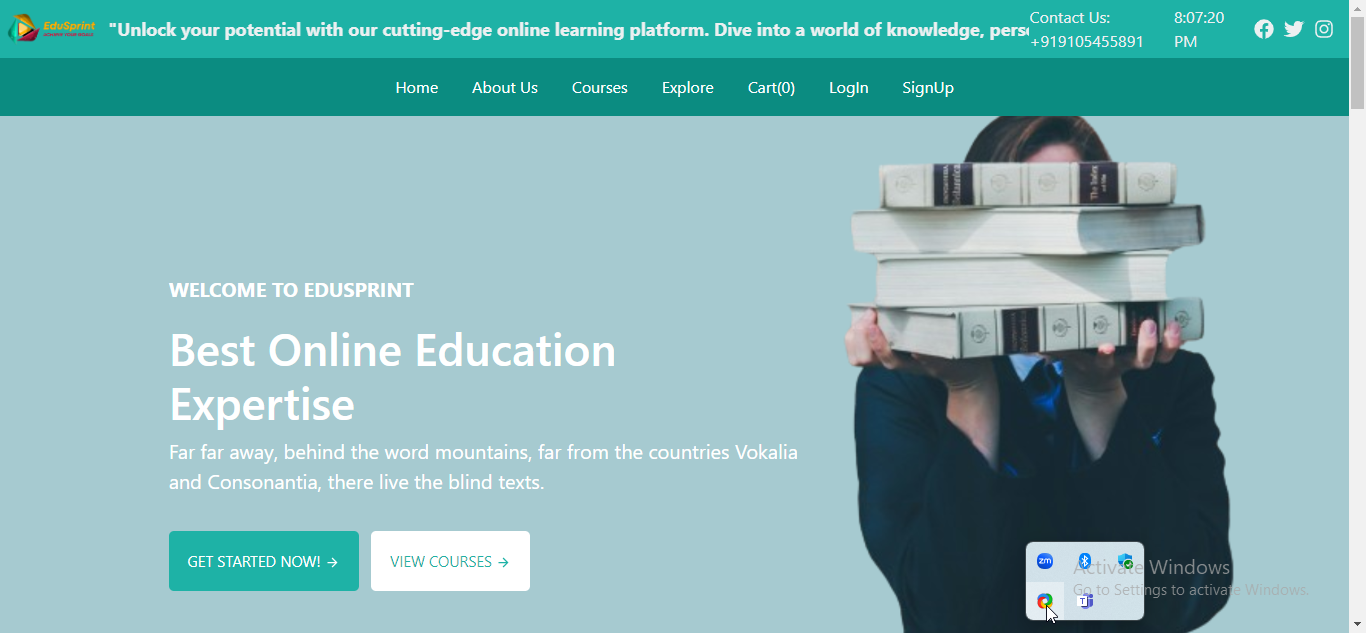 EduSprint
"Unlock your potential with our cutting-edge online learning platform. Dive into a world of knowledge, pers
Contact Us:
+919105455891
8:07:20
PM
Home About Us Courses Explore Cart(0) LogIn SignUp
WELCOME TO EDUSPRINT
Best Online Education
Expertise
Far far away, behind the word mountains, far from the countries Vokalia
and Consonantia, there live the blind texts.
GET STARTED NOW! → VIEW COURSES →
zm
Activate Windows
Go to Settings to activate Windows.